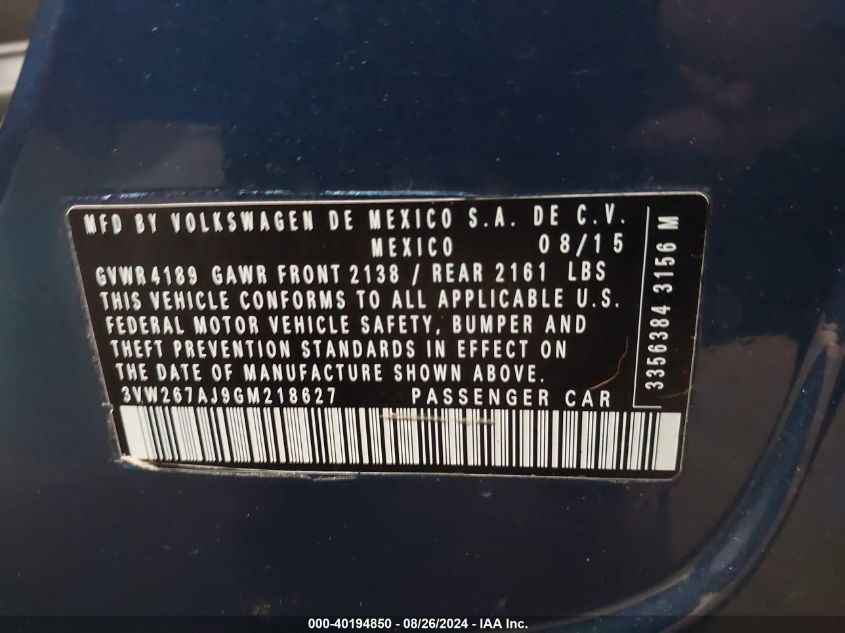 MFD BY VOLKSWAGEN DE MEXICO S.A. DE C.V.
MEXICO 08/15
GVWR4189 GAWR FRONT 2138 / REAR 2161 LBS
THIS VEHICLE CONFORMS TO ALL APPLICABLE U.S.
FEDERAL MOTOR VEHICLE SAFETY, BUMPER AND
THEFT PREVENTION STANDARDS IN EFFECT ON
THE DATE OF MANUFACTURE SHOWN ABOVE.
3VW267AJ9GM218627 PASSENGER CAR
3356384 3156 M
000-40194850 - 08/26/2024 - IAA Inc.